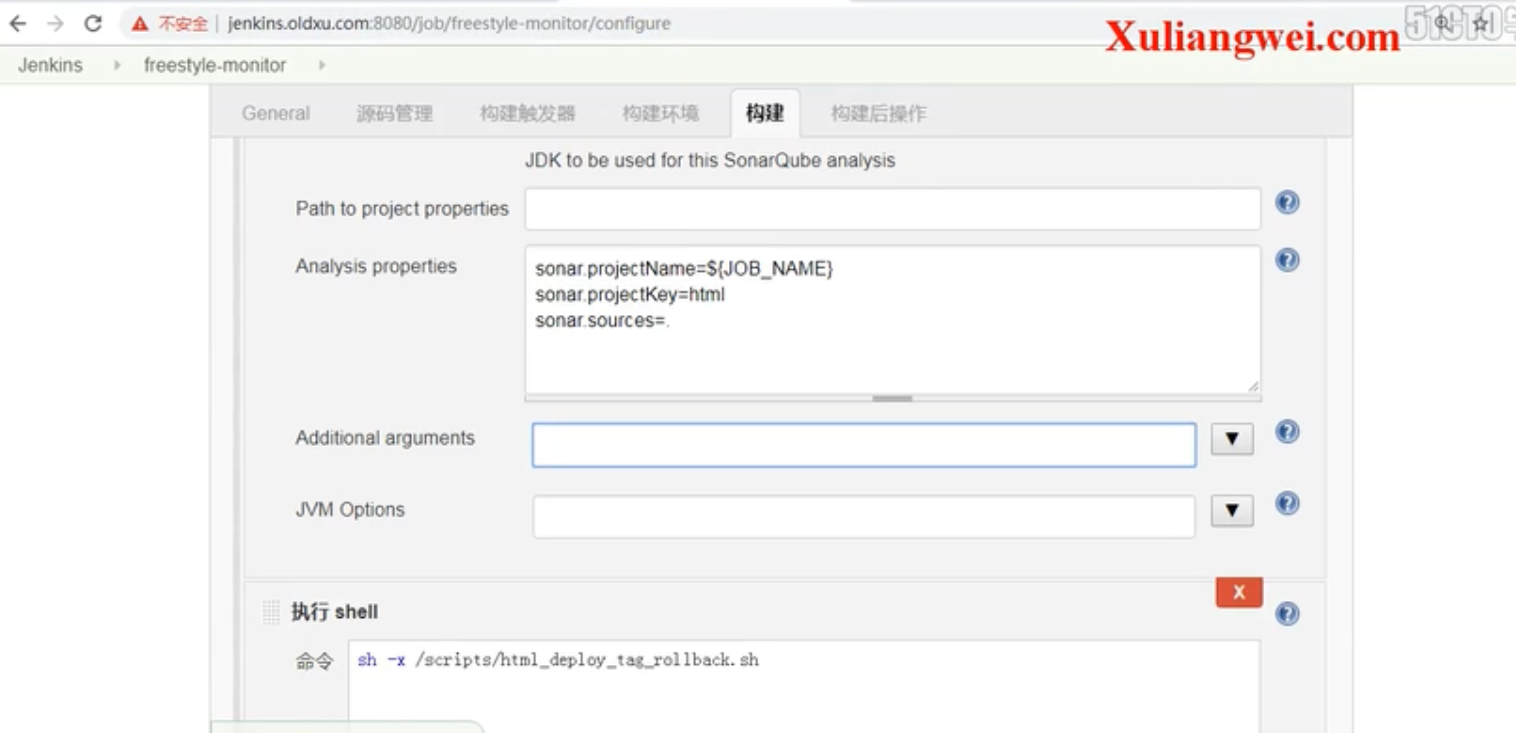 不安全 | jenkins.oldxu.com:8080/job/freestyle-monitor/configure
Xuliangwei.com
Jenkins freestyle-monitor
General 源码管理 构建触发器 构建环境 构建 构建后操作
JDK to be used for this SonarQube analysis
Path to project properties
Analysis properties
sonar.projectName=${JOB_NAME}
sonar.projectKey=html
sonar.sources=.
Additional arguments
JVM Options
X
执行 shell
命令 sh -x /scripts/html_deploy_tag_rollback.sh